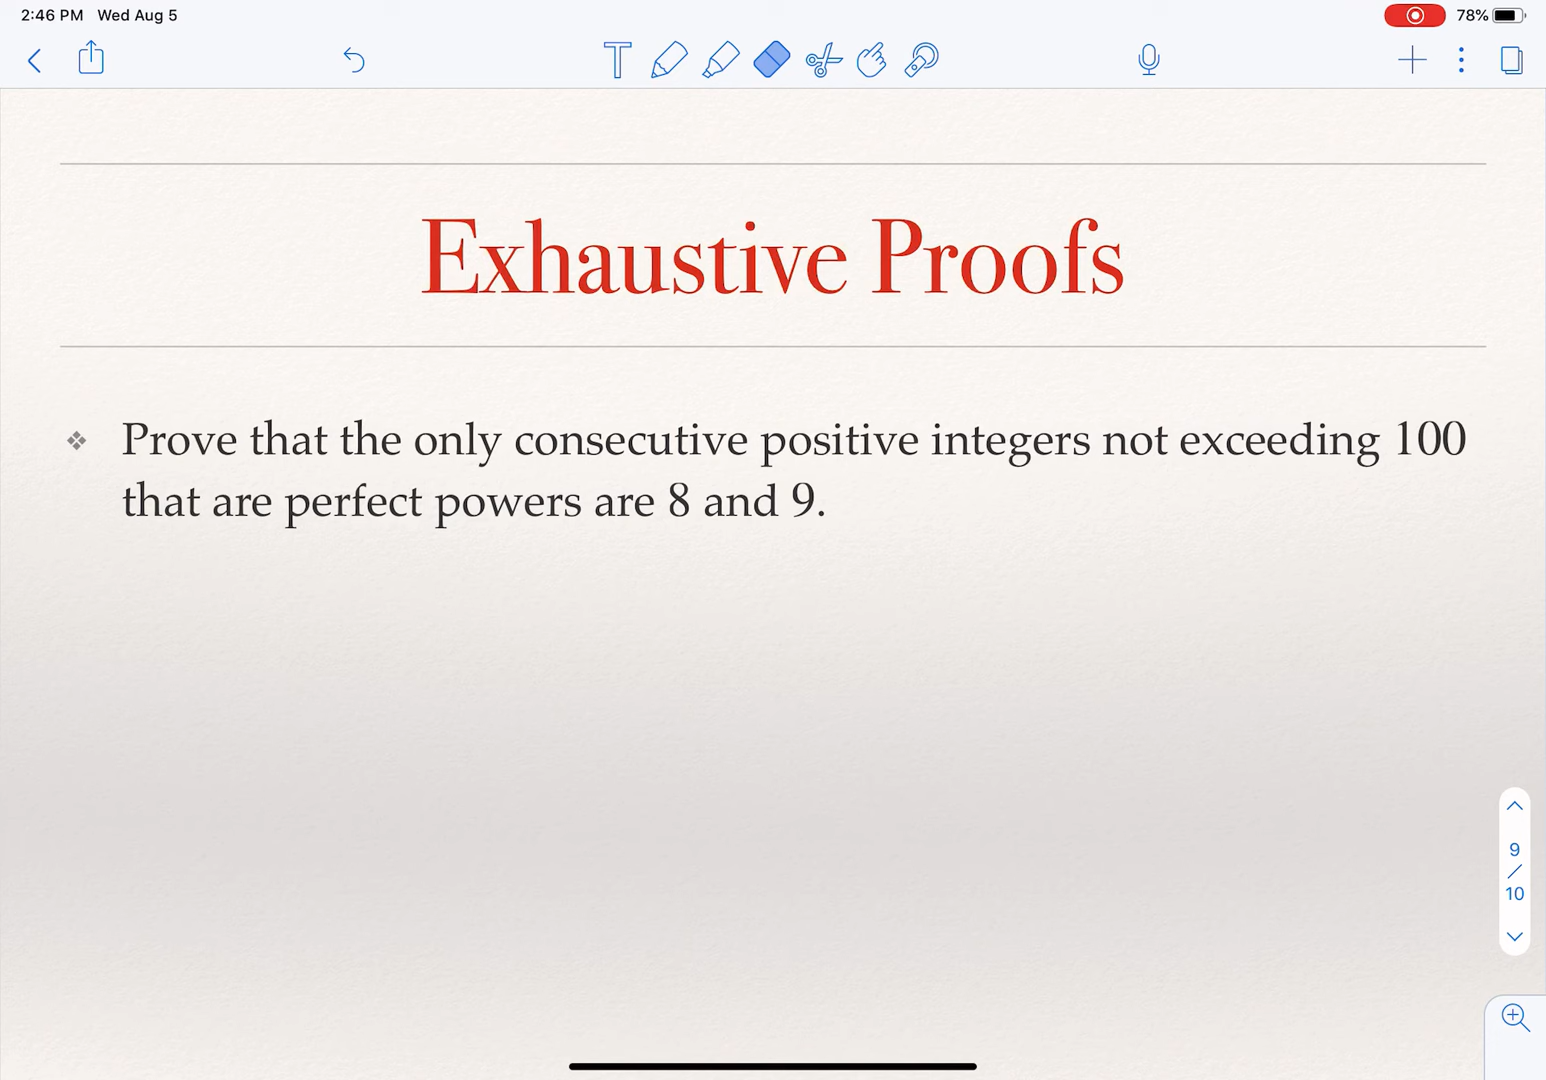 2:46 PM Wed Aug 5
78%
T
Exhaustive Proofs
❖ Prove that the only consecutive positive integers not exceeding 100
that are perfect powers are 8 and 9.
9
/
10